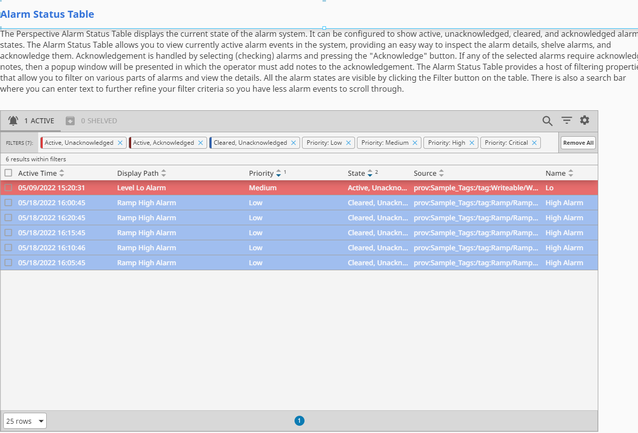 Alarm Status Table
The Perspective Alarm Status Table displays the current state of the alarm system. It can be configured to show active, unacknowledged, cleared, and acknowledged alarm
states. The Alarm Status Table allows you to view currently active alarm events in the system, providing an easy way to inspect the alarm details, shelve alarms, and
acknowledge them. Acknowledgement is handled by selecting (checking) alarms and pressing the "Acknowledge" button. If any of the selected alarms require acknowledg
notes, then a popup window will be presented in which the operator must add notes to the acknowledgement. The Alarm Status Table provides a host of filtering properti
that allow you to filter on various parts of alarms and view the details. All the alarm states are visible by clicking the Filter button on the table. There is also a search bar
where you can enter text to further refine your filter criteria so you have less alarm events to scroll through.
1 ACTIVE 0 SHELVED
FILTERS (7): Active, Unacknowledged Active, Acknowledged Cleared, Unacknowledged Priority: Low Priority: Medium Priority: High Priority: Critical Remove All
6 results within filters
Active Time Display Path Priority 1 State 2 Source Name
05/09/2022 15:20:31 Level Lo Alarm Medium Active, Unackno... prov:Sample_Tags:/tag:Writeable/W... Lo
05/18/2022 16:00:45 Ramp High Alarm Low Cleared, Unackn... prov:Sample_Tags:/tag:Ramp/Ramp... High Alarm
05/18/2022 16:20:45 Ramp High Alarm Low Cleared, Unackn... prov:Sample_Tags:/tag:Ramp/Ramp... High Alarm
05/18/2022 16:15:45 Ramp High Alarm Low Cleared, Unackn... prov:Sample_Tags:/tag:Ramp/Ramp... High Alarm
05/18/2022 16:10:46 Ramp High Alarm Low Cleared, Unackn... prov:Sample_Tags:/tag:Ramp/Ramp... High Alarm
05/18/2022 16:05:45 Ramp High Alarm Low Cleared, Unackn... prov:Sample_Tags:/tag:Ramp/Ramp... High Alarm
25 rows 1